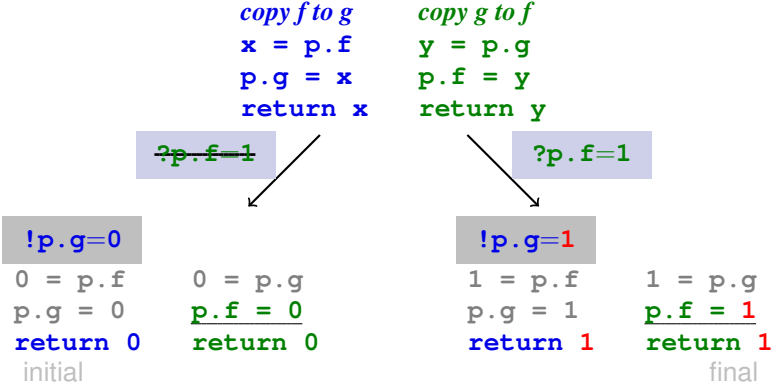 copy f to g copy g to f
x = p.f y = p.g
p.g = x p.f = y
return x return y
?p.f=1 ?p.f=1
!p.g=0 !p.g=1
0 = p.f 0 = p.g 1 = p.f 1 = p.g
p.g = 0 p.f = 0 p.g = 1 p.f = 1
return 0 return 0 return 1 return 1
initial final